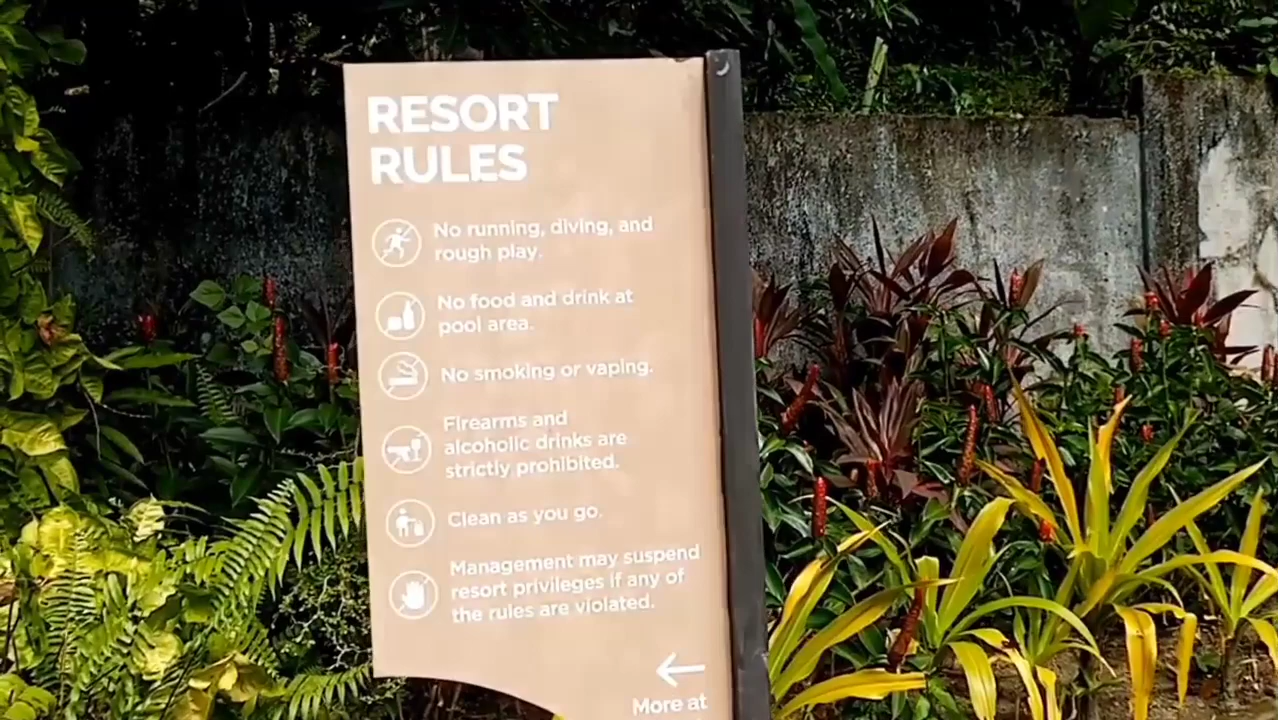 RESORT
RULES
No running, diving, and
rough play.
No food and drink at
pool area.
No smoking or vaping.
Firearms and
alcoholic drinks are
strictly prohibited.
Clean as you go.
Management may suspend
resort privileges if any of
the rules are violated.
More at